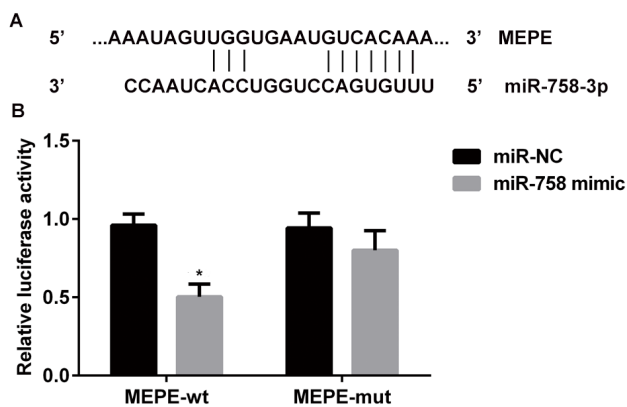 A
5’ ...AAAUAGUUGGUGAAUGUCACAAA... 3’ MEPE
3’ CCAAUCACCUGGUCCAGUGUUU 5’ miR-758-3p
B
1.5
1.0
0.5
0.0
Relative luciferase activity
*
miR-NC
miR-758 mimic
MEPE-wt MEPE-mut